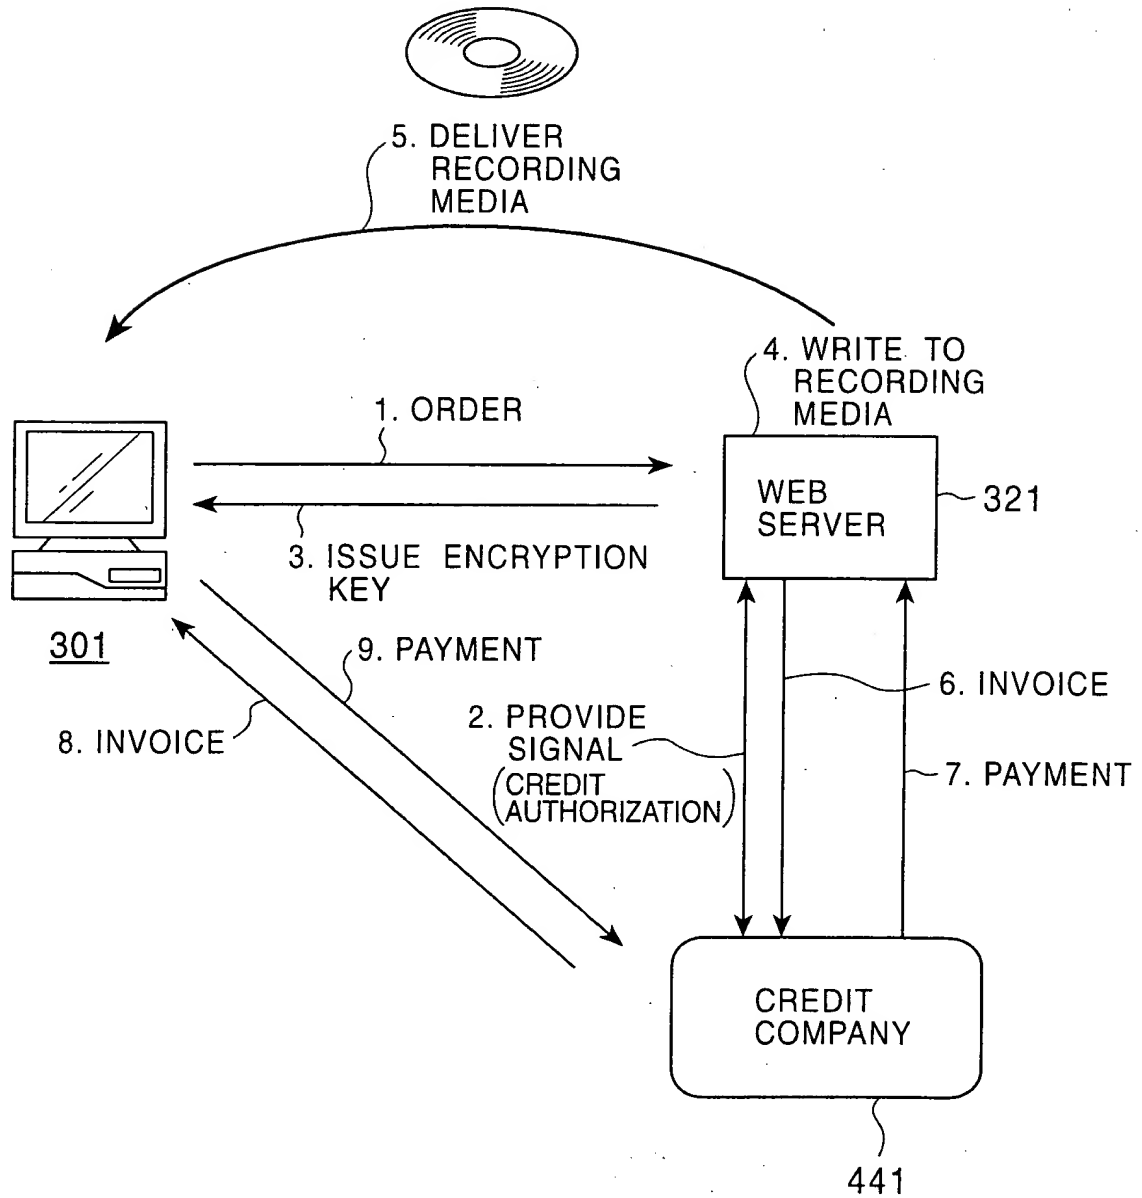 5. DELIVER
RECORDING
MEDIA
4. WRITE TO
RECORDING
MEDIA
1. ORDER
WEB
SERVER
321
3. ISSUE ENCRYPTION
KEY
301
9. PAYMENT
6. INVOICE
2. PROVIDE
SIGNAL
(CREDIT
AUTHORIZATION)
8. INVOICE
7. PAYMENT
CREDIT
COMPANY
441